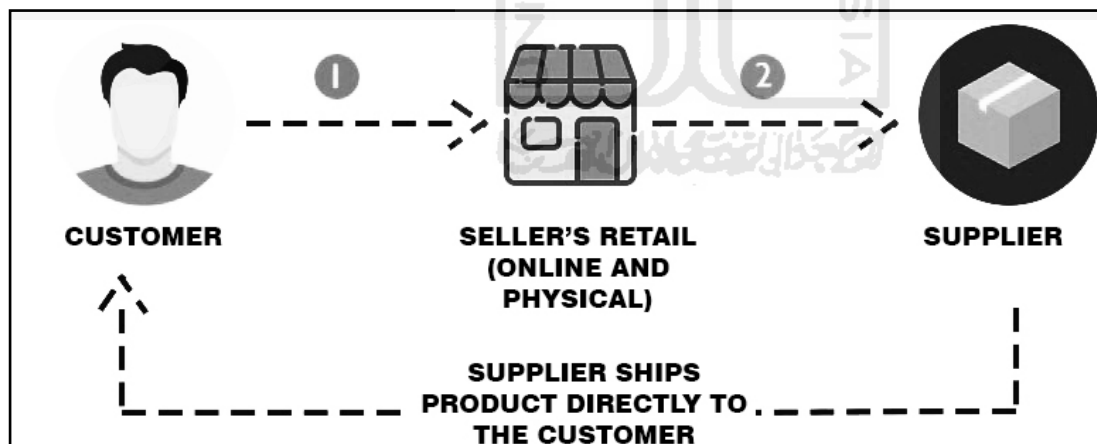 1
2
CUSTOMER
SELLER'S RETAIL
(ONLINE AND
PHYSICAL)
SUPPLIER
SUPPLIER SHIPS
PRODUCT DIRECTLY TO
THE CUSTOMER